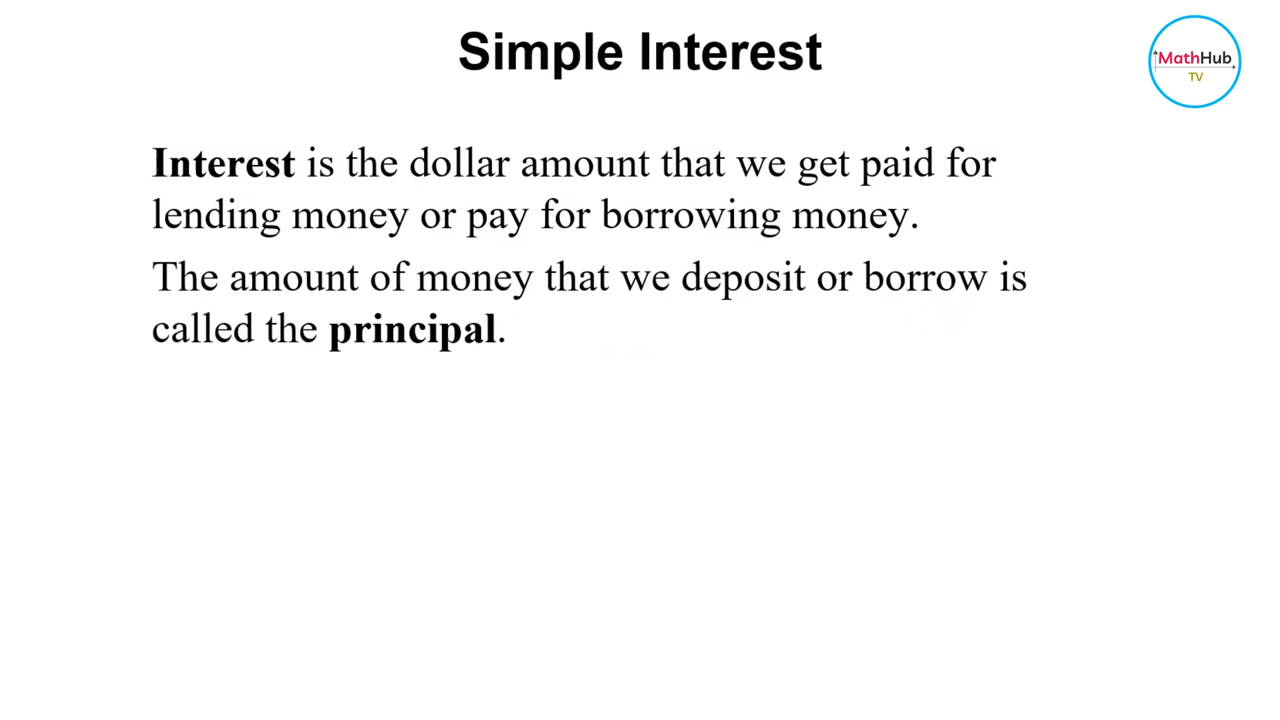 Simple Interest
MathHub
TV
Interest is the dollar amount that we get paid for
lending money or pay for borrowing money.
The amount of money that we deposit or borrow is
called the principal.